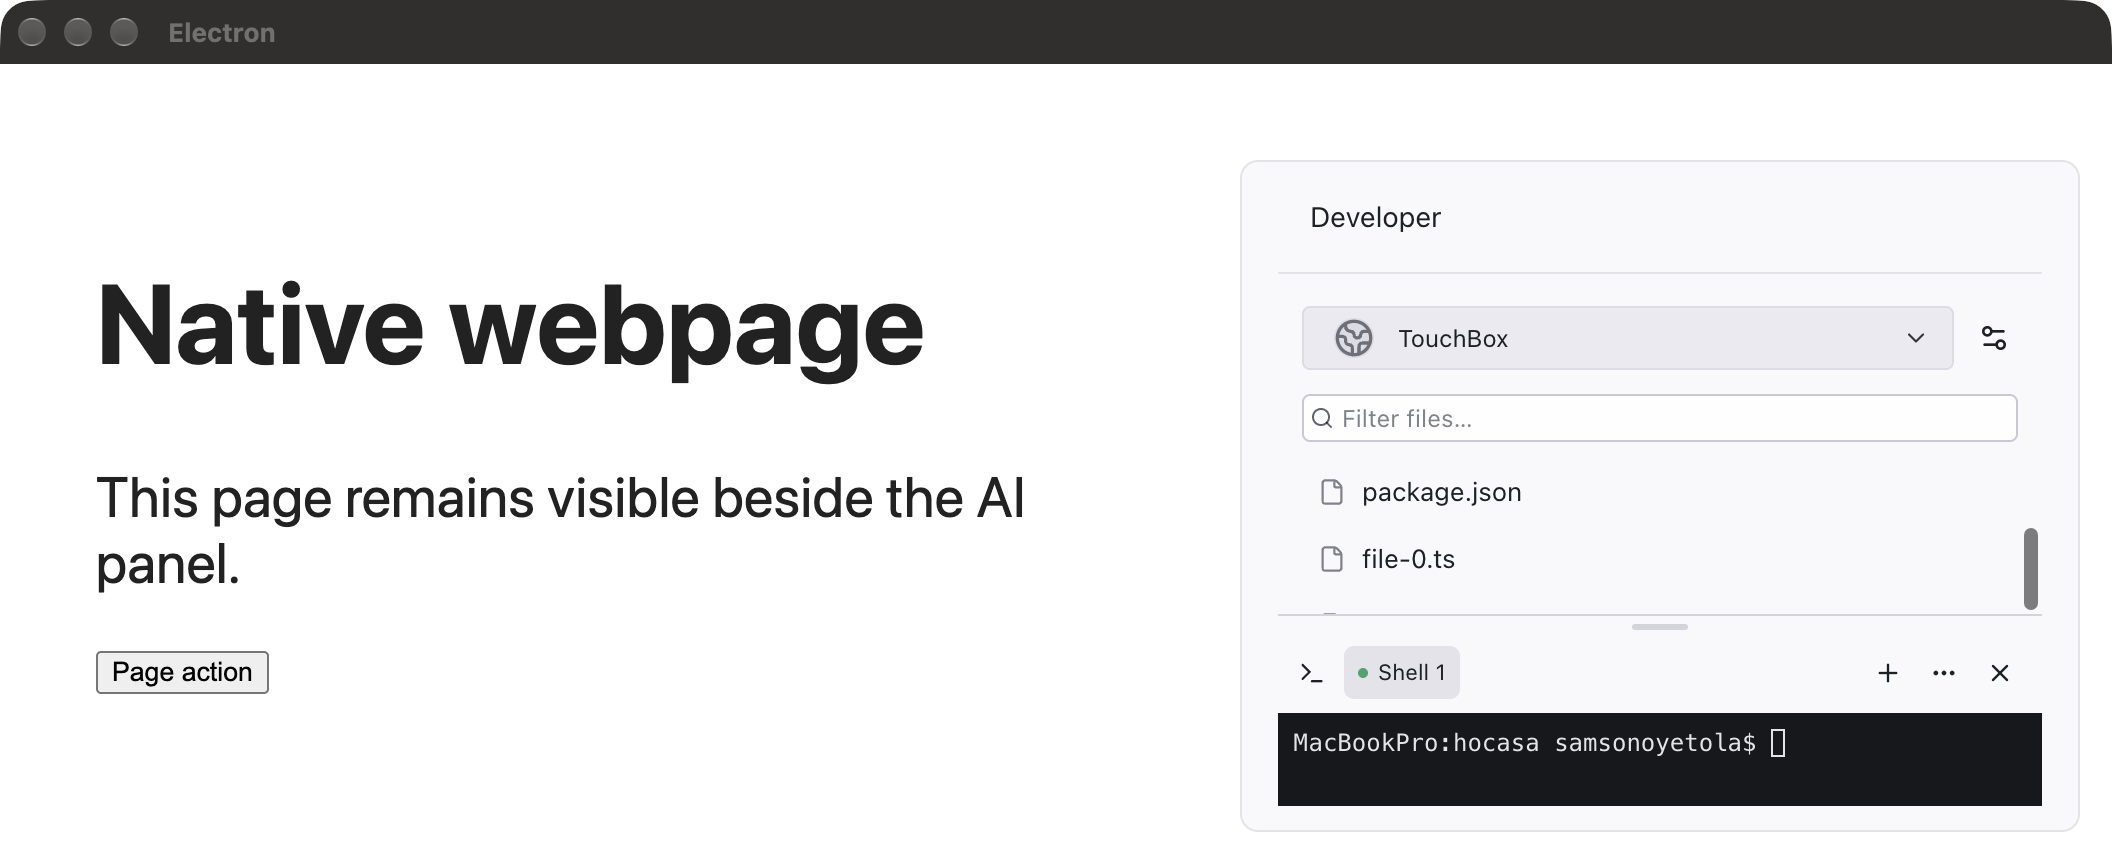 Electron
Native webpage
This page remains visible beside the AI
panel.
Page action
Developer
TouchBox
Filter files...
package.json
file-0.ts
Shell 1
MacBookPro:hocasa samsonoyetola$